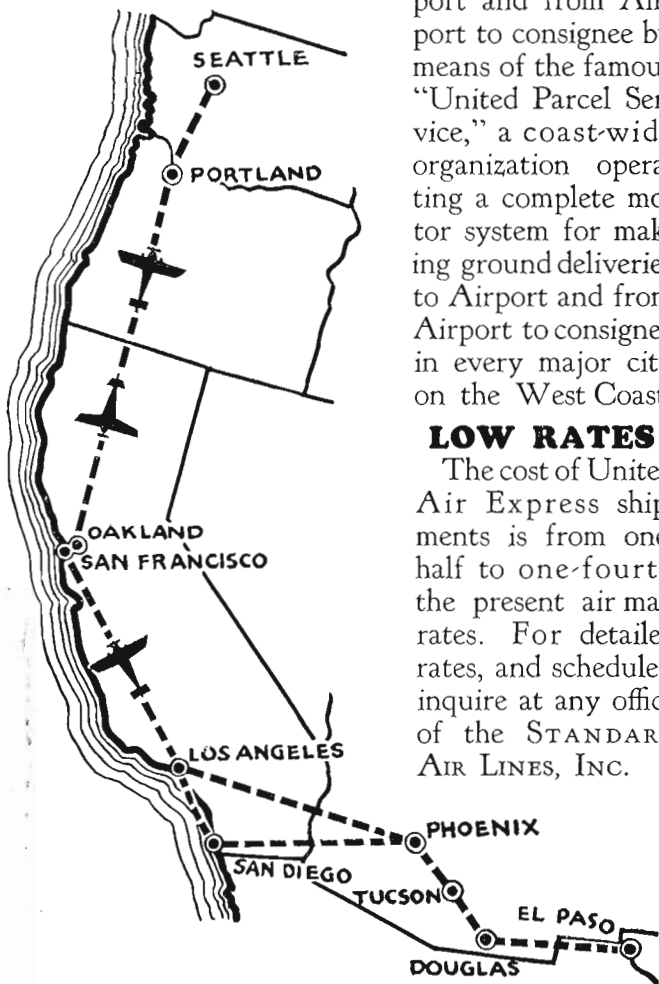 port and from Air
port to consignee b
means of the famou
"United Parcel Ser
vice," a coast-wid
organization opera
ting a complete mo
tor system for mak
ing ground deliverie
to Airport and fron
Airport to consigne
in every major cit
on the West Coast
LOW RATES
The cost of Unite
Air Express ship
ments is from one
half to one-fourt
the present air ma
rates. For detaile
rates, and schedule
inquire at any offic
of the STANDAR
AIR LINES, INC.
SEATTLE
PORTLAND
OAKLAND
SAN FRANCISCO
LOS ANGELES
PHOENIX
SAN DIEGO
TUCSON
EL PASO
DOUGLAS